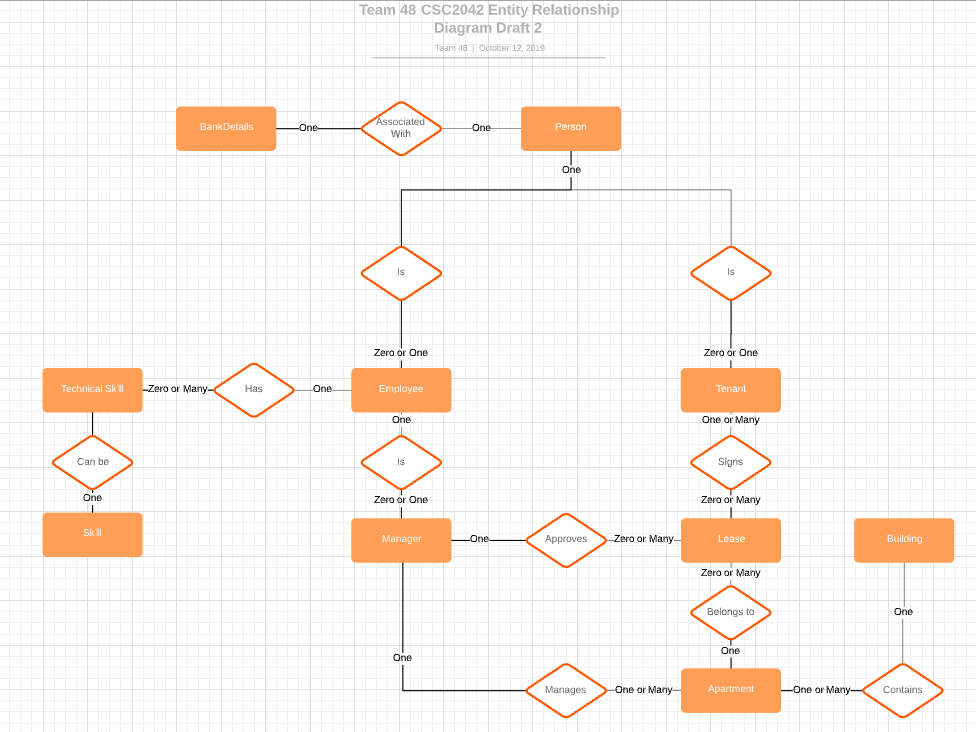 Team 48 CSC2042 Entity Relationship
Diagram Draft 2
Team 48 | October 12, 2019
BankDetails
One
Associated
With
One
Person
One
Is
Is
Zero or One
Zero or One
Technical Skill
Zero or Many
Has
One
Employee
Tenant
One
One or Many
Can be
Is
Signs
One
Zero or One
Zero or Many
Skill
Manager
One
Approves
Zero or Many
Lease
Building
Zero or Many
Belongs to
One
One
One
Manages
One or Many
Apartment
One or Many
Contains